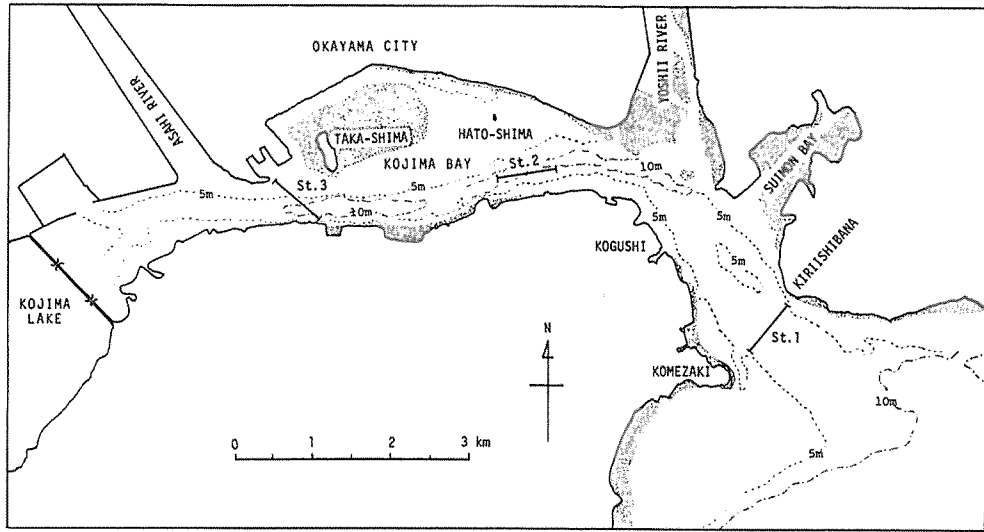 OKAYAMA CITY
ASAHI RIVER
YOSHII RIVER
TAKA-SHIMA
HATO-SHIMA
KOJIMA BAY
St.2
10m
SUIMON BAY
St.3
5m
5m
10m
5m
5m
5m
KOGUSHI
KIRIISHIBANA
KOJIMA
LAKE
N
St.1
KOMEZAKI
10m
0 1 2 3 km
5m